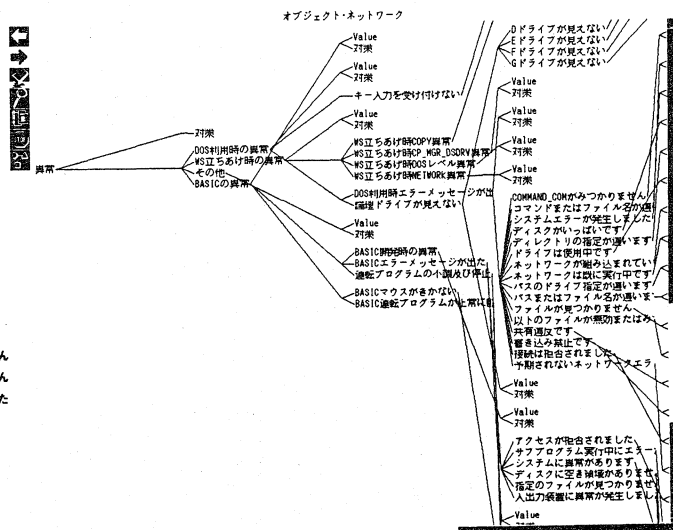 オブジェクト・ネットワーク
異常
対策
DOS利用時の異常
WS立ちあげ時の異常
その他
BASICの異常
Value
対策
Value
対策
キー入力を受け付けない
Value
対策
WS立ちあげ時COPY異常
WS立ちあげ時CP_MGR_DSDRV異常
WS立ちあげ時DOSレベル異常
WS立ちあげ時NETWORK異常
DOS利用時エラーメッセージが出
論理ドライブが見えない
Value
対策
BASIC開発時の異常
BASICエラーメッセージが出た
運転プログラムの小調及び停止
BASICマウスがきかない
BASIC運転プログラムが正常に
Dドライブが見えない
Eドライブが見えない
Fドライブが見えない
Gドライブが見えない
Value
対策
Value
対策
Value
対策
Value
対策
COMMAND_COMがみつかりません
コマンドまたはファイル名が違
システムエラーが発生しました
ディスクがいっぱいです
ディレクトリの指定が違います
ドライブは使用中です
ネットワークが組み込まれてい
ネットワークは既に実行中です
パスのドライブ指定が違います
パスまたはファイル名が違いま
ファイルが見つかりません
以下のファイルが無効またはみ
共有違反です
書き込み禁止です
接続は拒否されました
予期されないネットワークエラ
Value
対策
Value
対策
アクセスが拒否されました
サブプログラム実行中にエラー
システムに異常があります
ディスクに空き領域がありませ
指定のファイルが見つかりませ
入出力装置に異常が発生しまし
Value
ん
ん
た